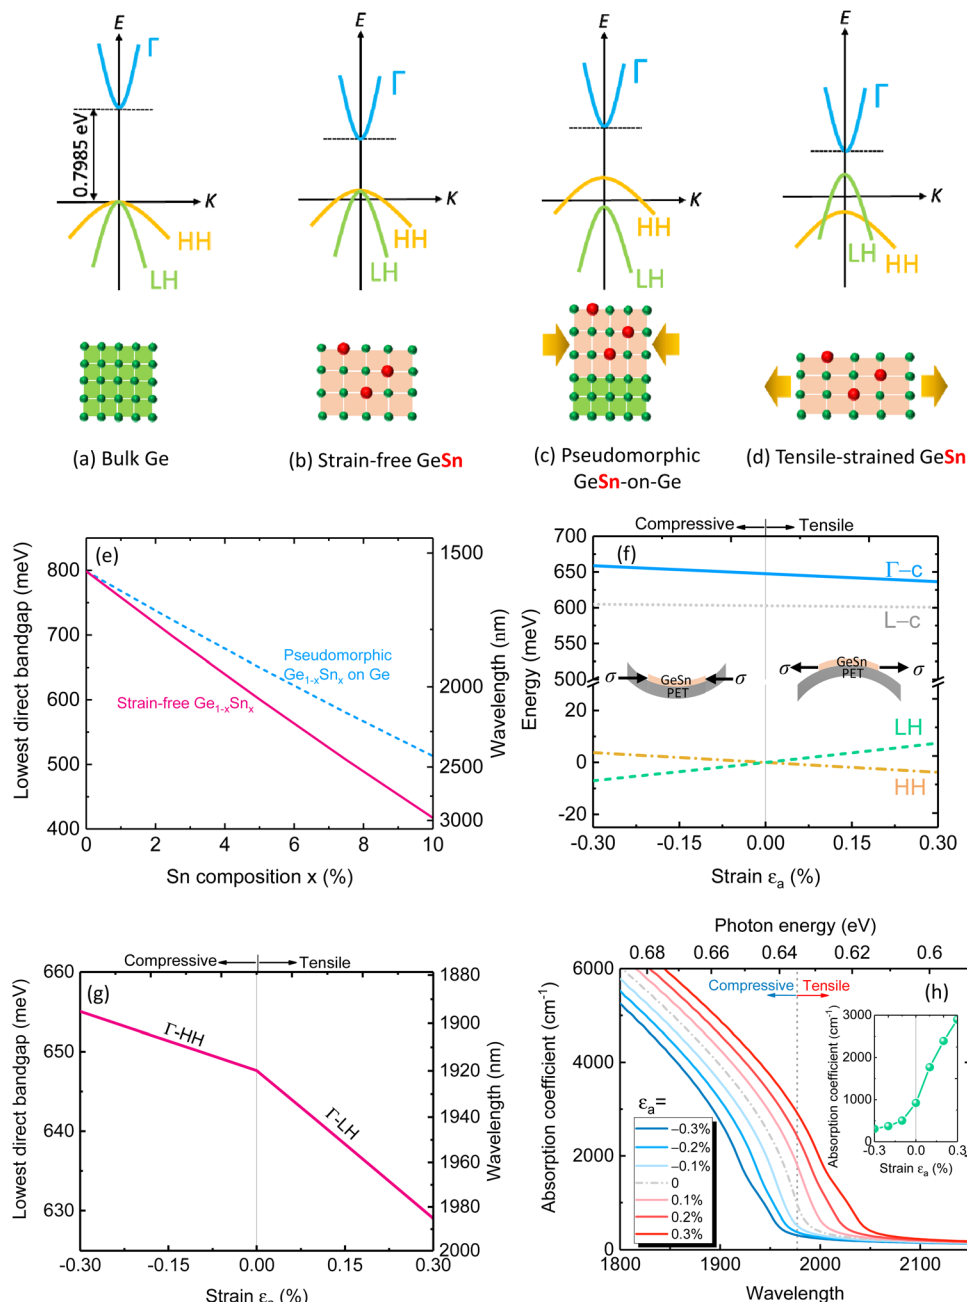 E
E
E
E
Γ
Γ
Γ
Γ
0.7985 eV
K
K
K
K
HH
LH
HH
LH
HH
LH
LH
HH
(a) Bulk Ge
(b) Strain-free GeSn
(c) Pseudomorphic
GeSn-on-Ge
(d) Tensile-strained GeSn
(e)
Lowest direct bandgap (meV)
800
700
600
500
400
0 2 4 6 8 10
Sn composition x (%)
1500
2000
2500
3000
Wavelength (nm)
Pseudomorphic
Ge1-xSnx on Ge
Strain-free Ge1-xSnx
Compressive
Tensile
(f)
Energy (meV)
700
675
650
625
600
575
550
525
500
20
0
-20
Γ–c
L–c
σ
GeSn
PET
σ
σ
GeSn
PET
σ
LH
HH
-0.30 -0.15 0.00 0.15 0.30
Strain εa (%)
Compressive
Tensile
(g)
Lowest direct bandgap (meV)
660
650
640
630
Γ-HH
Γ-LH
1880
1900
1920
1940
1960
1980
2000
Wavelength (nm)
-0.30 -0.15 0.00 0.15 0.30
Strain εa (%)
Photon energy (eV)
0.68 0.66 0.64 0.62 0.6
(h)
Compressive
Tensile
Absorption coefficient (cm-1)
6000
4000
2000
0
εa=
–0.3%
–0.2%
–0.1%
0
0.1%
0.2%
0.3%
Absorption coefficient (cm-1)
3000
2000
1000
0
-0.3 0.0 0.3
Strain εa (%)
1800 1900 2000 2100
Wavelength